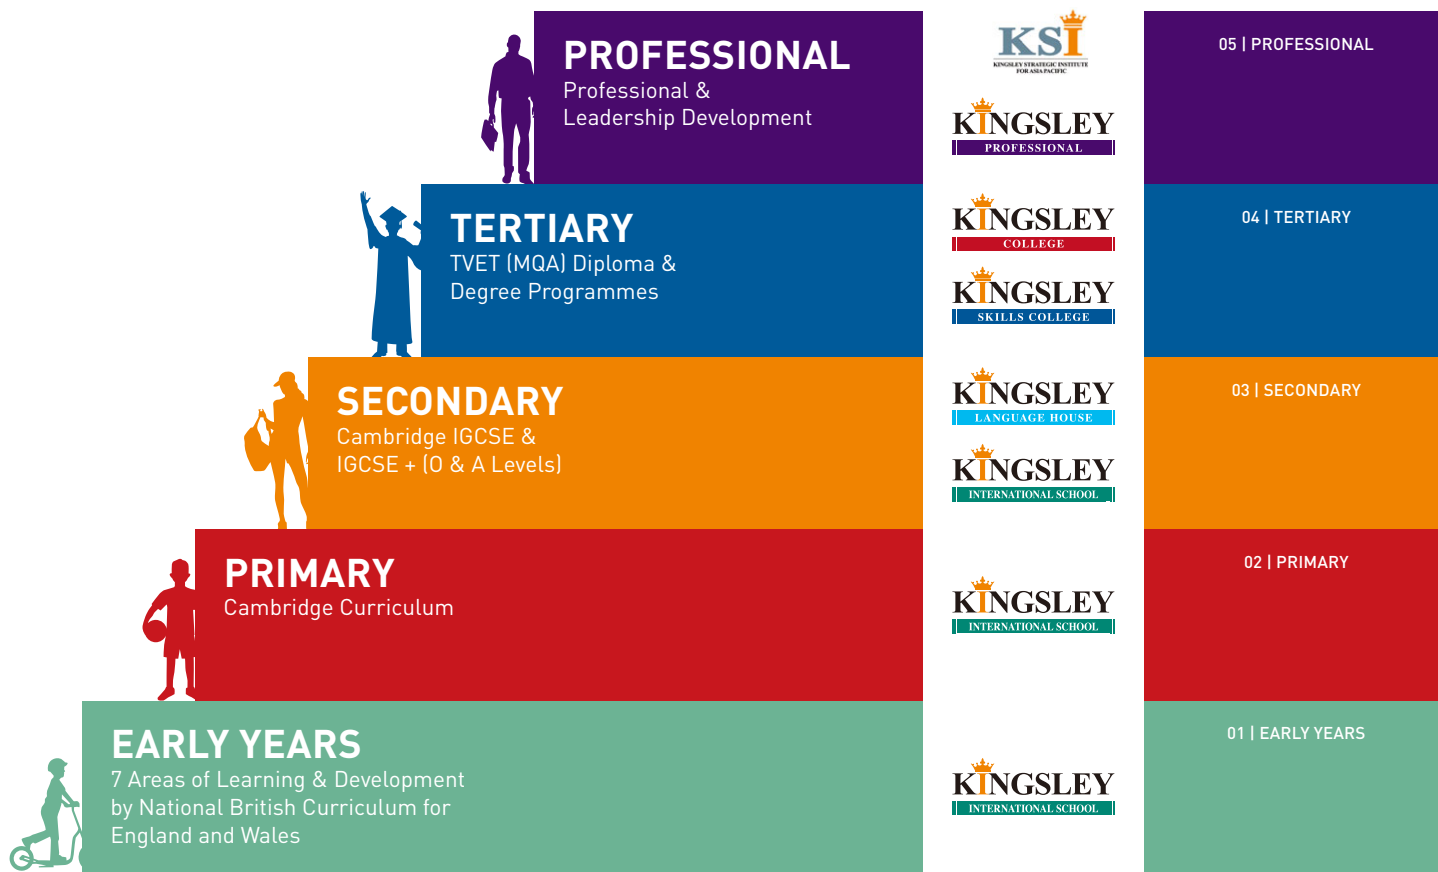 PROFESSIONAL
Professional &
Leadership Development
KSI
KINGSLEY STRATEGIC INSTITUTE
FOR ASIA PACIFIC
KINGSLEY
PROFESSIONAL
05 | PROFESSIONAL
TERTIARY
TVET (MQA) Diploma &
Degree Programmes
KINGSLEY
COLLEGE
KINGSLEY
SKILLS COLLEGE
04 | TERTIARY
SECONDARY
Cambridge IGCSE &
IGCSE + (O & A Levels)
KINGSLEY
LANGUAGE HOUSE
KINGSLEY
INTERNATIONAL SCHOOL
03 | SECONDARY
PRIMARY
Cambridge Curriculum
KINGSLEY
INTERNATIONAL SCHOOL
02 | PRIMARY
EARLY YEARS
7 Areas of Learning & Development
by National British Curriculum for
England and Wales
KINGSLEY
INTERNATIONAL SCHOOL
01 | EARLY YEARS